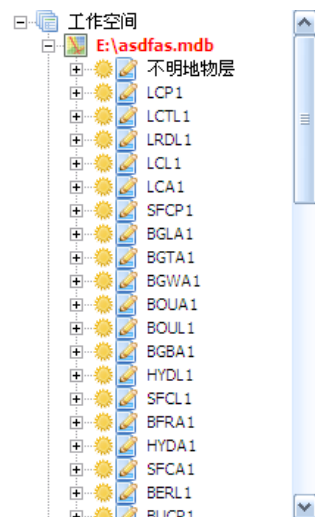 工作空间
E:\asdfas.mdb
不明地物层
LCP1
LCTL1
LRDL1
LCL1
LCA1
SFCP1
BGLA1
BGTA1
BGWA1
BOUA1
BOUL1
BGBA1
HYDL1
SFCL1
BFRA1
HYDA1
SFCA1
BERL1